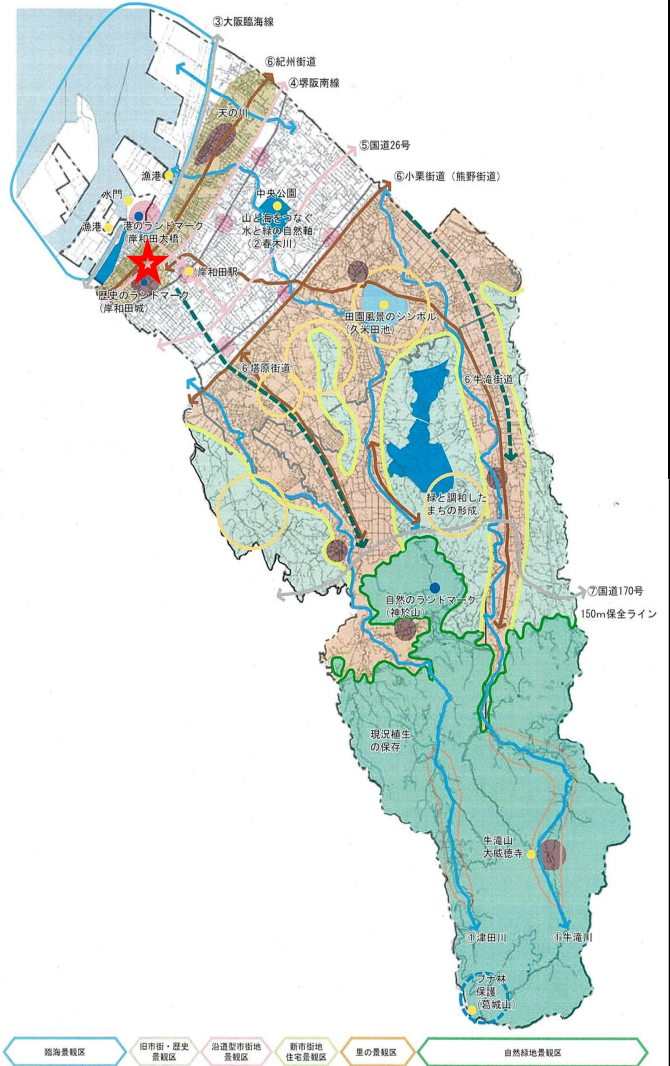 ③大阪臨海線
⑥紀州街道
④堺阪南線
天の川
⑤国道26号
漁港
⑥小栗街道（熊野街道）
水門
中央公園
漁港
港のランドマーク
（岸和田大橋）
山と海をつなぐ
水と緑の自然軸
（②春木川）
岸和田駅
歴史のランドマーク
（岸和田城）
田園風景のシンボル
（久米田池）
6 塔原街道
6 牛滝街道
緑と調和した
まちの形成
⑦国道170号
自然のランドマーク
（神於山）
150m保全ライン
現況植生
の保存
牛滝山
大威徳寺
①津田川
①牛滝川
ブナ林
保護
（葛城山）
臨海景観区
旧市街・歴史
景観区
沿道型市街地
景観区
新市街地
住宅景観区
里の景観区
自然緑地景観区